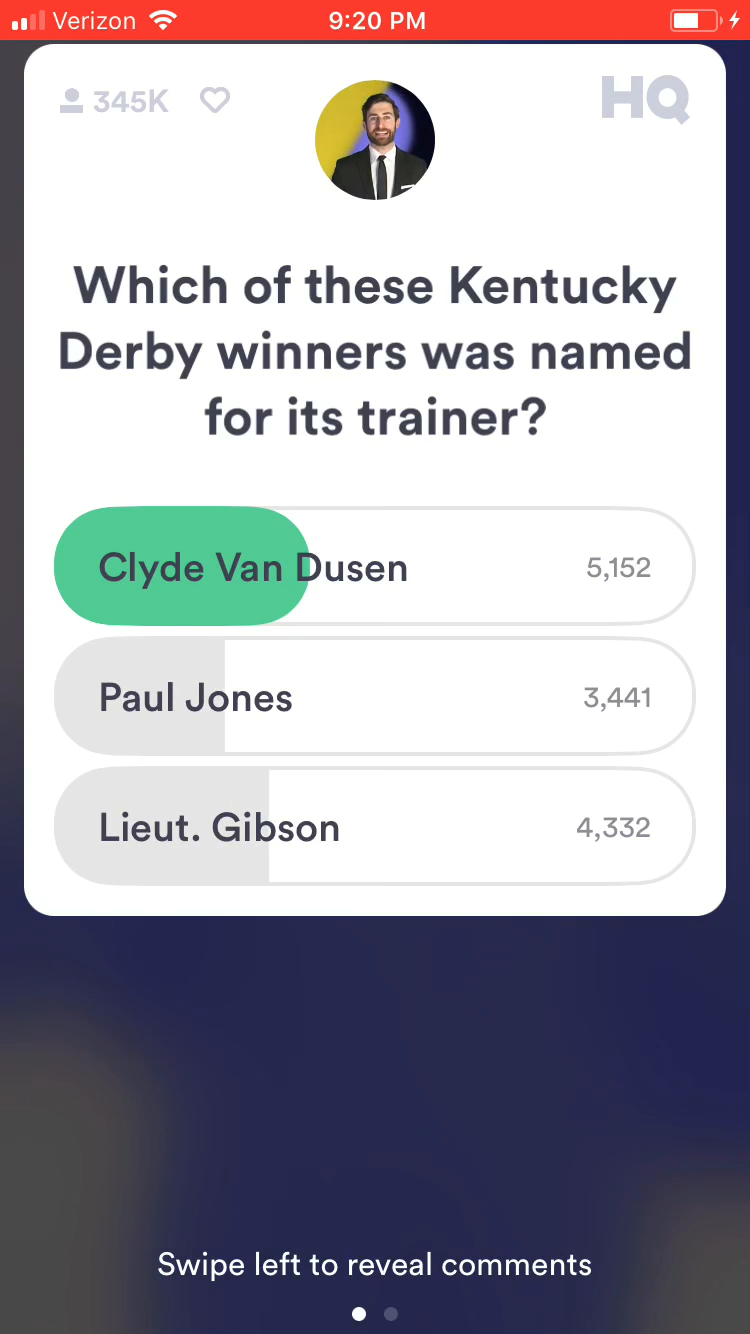 Verizon 9:20 PM
345K HQ
Which of these Kentucky
Derby winners was named
for its trainer?
Clyde Van Dusen 5,152
Paul Jones 3,441
Lieut. Gibson 4,332
Swipe left to reveal comments